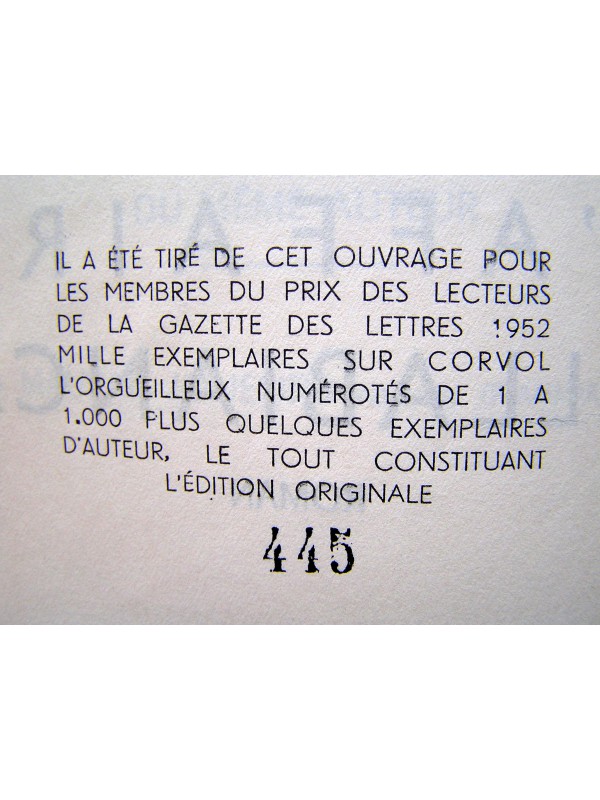 IL A ÉTÉ TIRÉ DE CET OUVRAGE POUR
LES MEMBRES DU PRIX DES LECTEURS
DE LA GAZETTE DES LETTRES 1952
MILLE EXEMPLAIRES SUR CORVOL
L'ORGUEILLEUX NUMÉROTÉS DE 1 A
1.000 PLUS QUELQUES EXEMPLAIRES
D'AUTEUR, LE TOUT CONSTITUANT
L'ÉDITION ORIGINALE
445